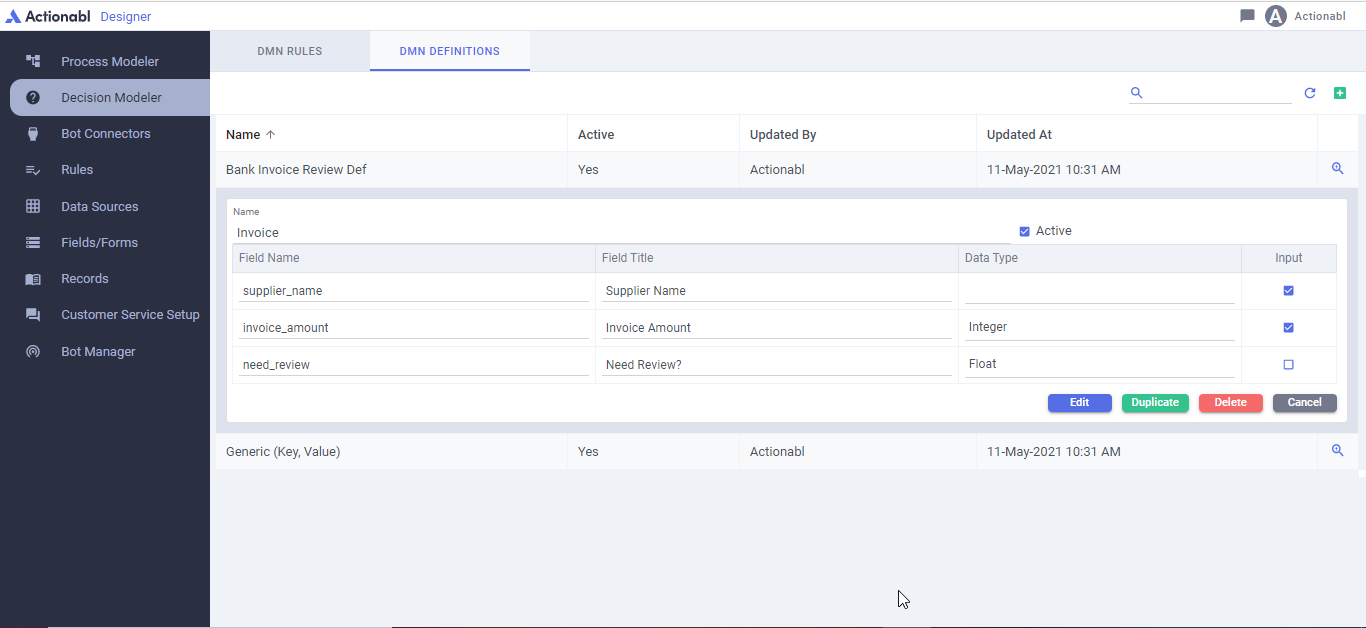 Actionabl Designer Actionabl
Process Modeler
Decision Modeler
Bot Connectors
Rules
Data Sources
Fields/Forms
Records
Customer Service Setup
Bot Manager
DMN RULES DMN DEFINITIONS
Name Active Updated By Updated At
Bank Invoice Review Def Yes Actionabl 11-May-2021 10:31 AM
Name
Invoice Active
Field Name Field Title Data Type Input
supplier_name Supplier Name
invoice_amount Invoice Amount Integer
need_review Need Review? Float
Edit Duplicate Delete Cancel
Generic (Key, Value) Yes Actionabl 11-May-2021 10:31 AM